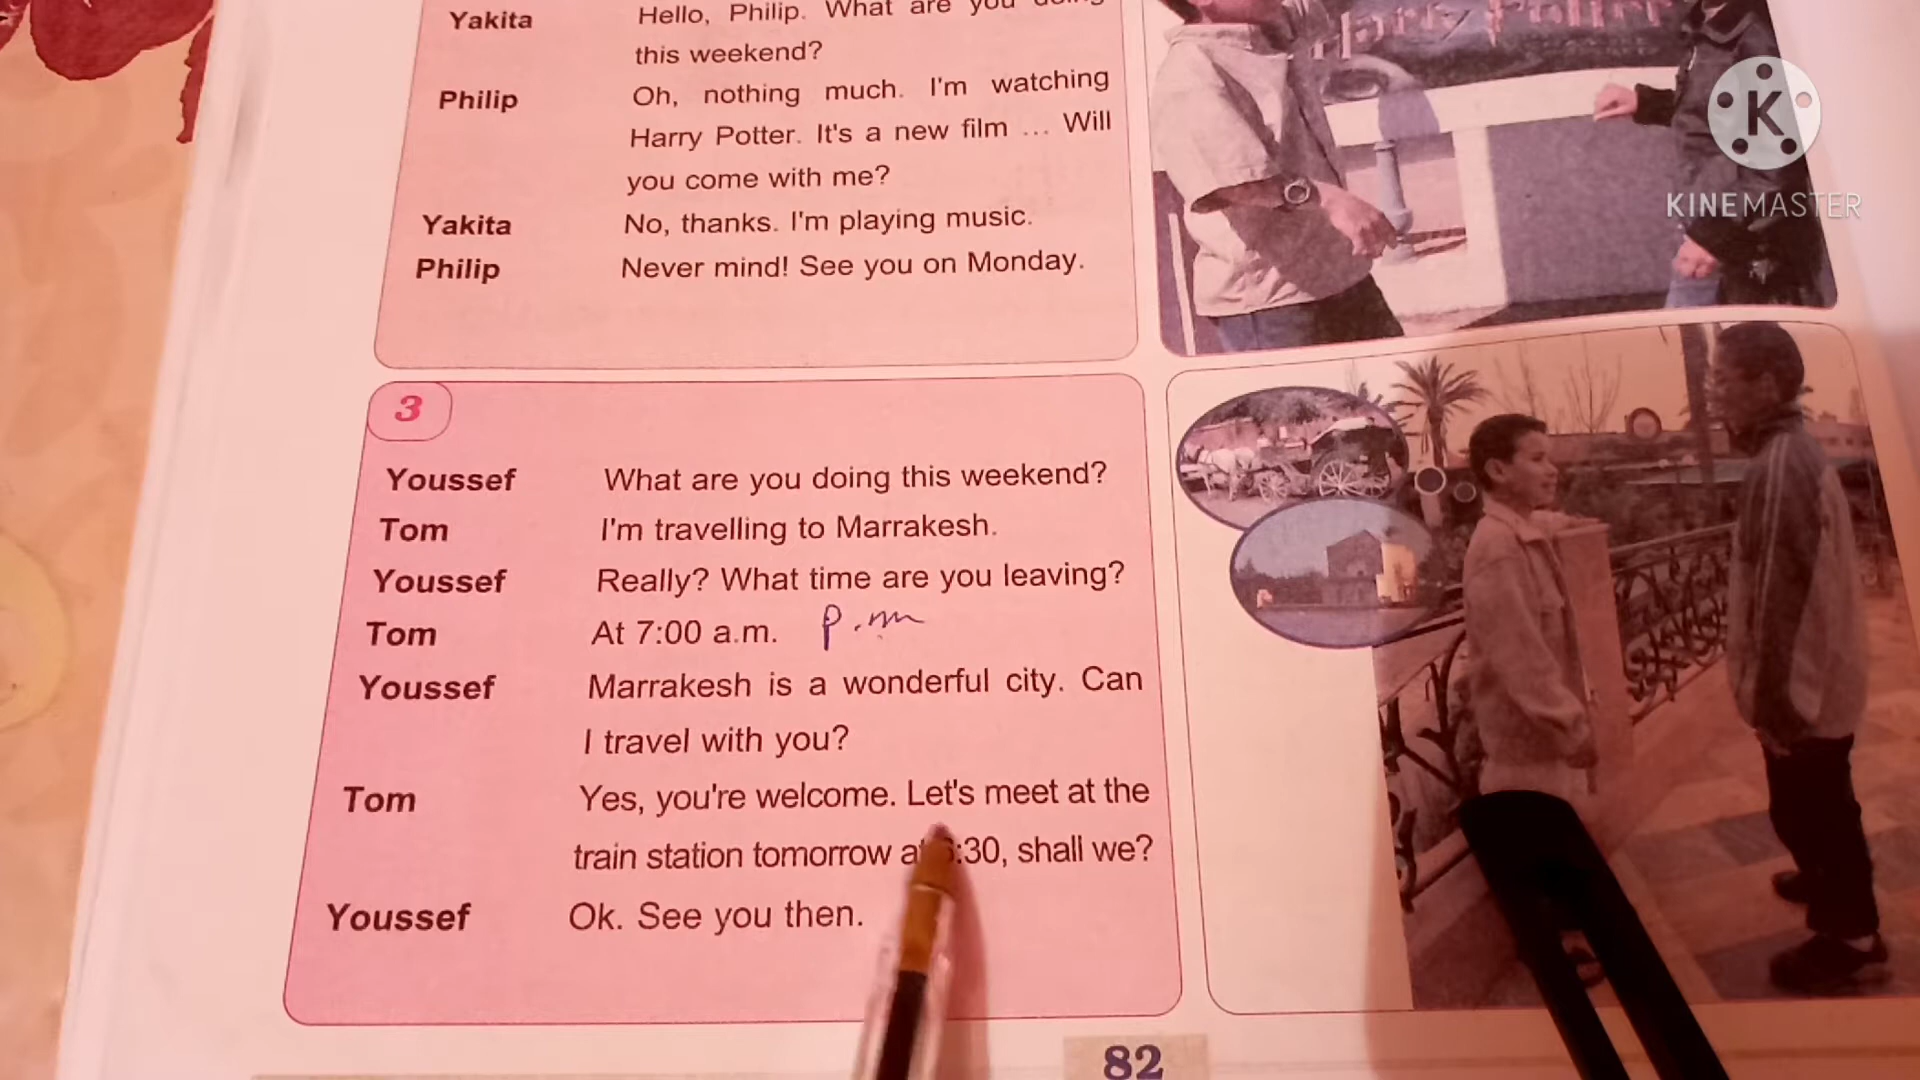 Yakita Hello, Philip. What are you doing
this weekend?
Philip Oh, nothing much. I'm watching
Harry Potter. It's a new film ... Will
you come with me?
Yakita No, thanks. I'm playing music.
Philip Never mind! See you on Monday.
Harry Potter
K
KINEMASTER
3
Youssef What are you doing this weekend?
Tom I'm travelling to Marrakesh.
Youssef Really? What time are you leaving?
Tom At 7:00 a.m. p.m
Youssef Marrakesh is a wonderful city. Can
I travel with you?
Tom Yes, you're welcome. Let's meet at the
train station tomorrow at :30, shall we?
Youssef Ok. See you then.
82